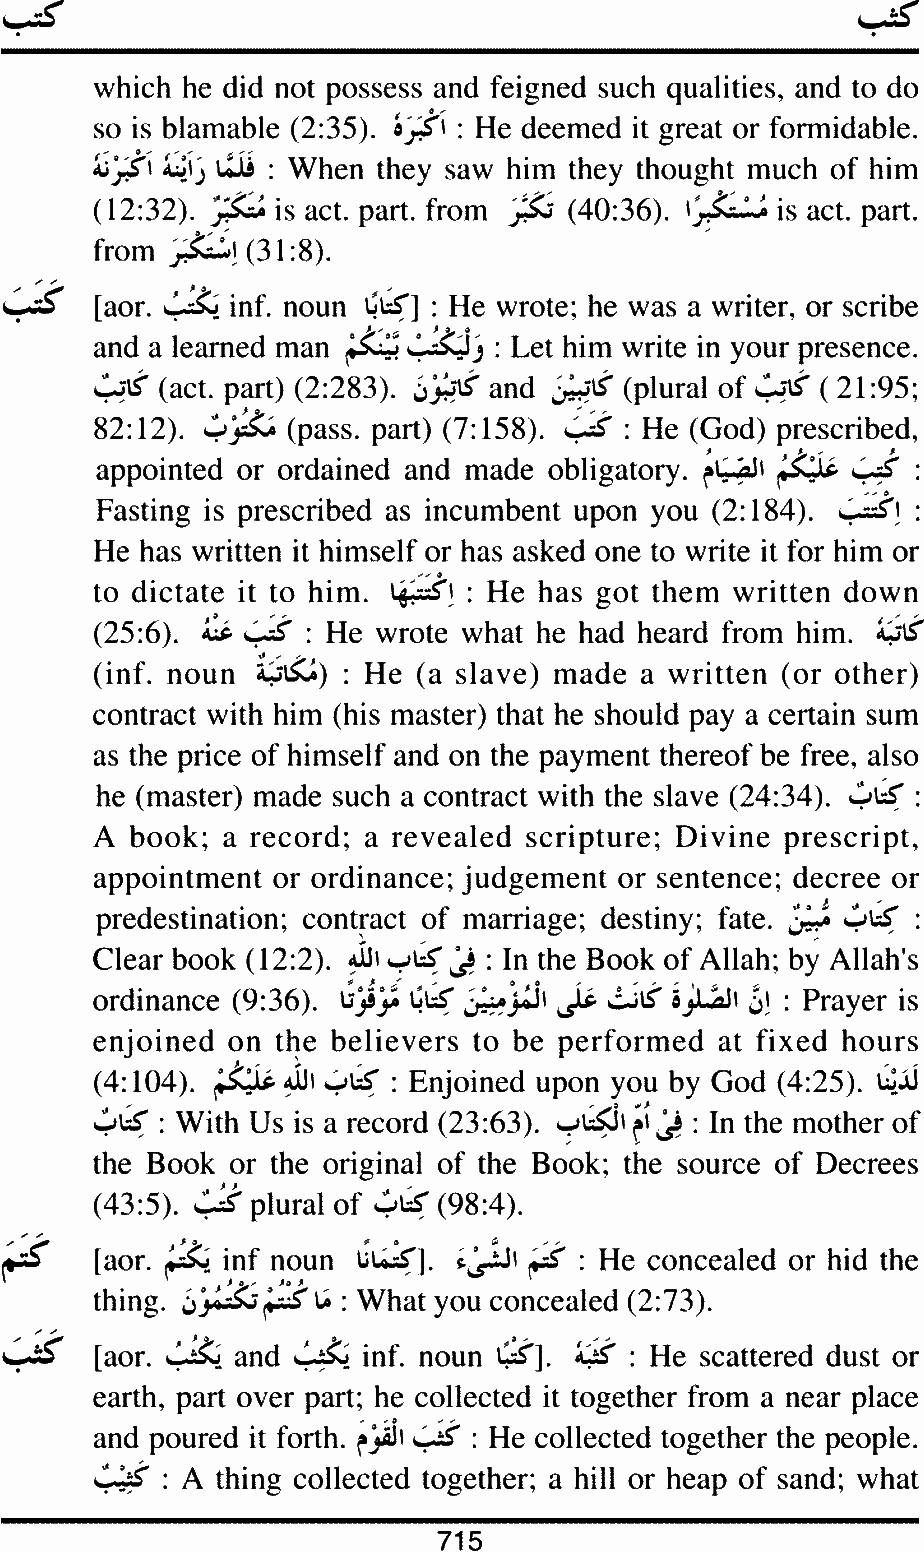 كتب كثب
which he did not possess and feigned such qualities, and to do
so is blamable (2:35). اَكْبَرَهٗ : He deemed it great or formidable.
فَلَمَّا رَاَيْنَهٗ اَكْبَرْنَهٗ : When they saw him they thought much of him
(12:32). مُتَكَبِّرٌ is act. part. from تَكَبَّرَ (40:36). مُسْتَكْبِرًا is act. part.
from اِسْتَكْبَرَ (31:8).
كَتَبَ [aor. يَكْتُبُ inf. noun كِتَابًا] : He wrote; he was a writer, or scribe
and a learned man وَلْيَكْتُبْ بَّيْنَكُمْ : Let him write in your presence.
كَاتِبٌ (act. part) (2:283). كَاتِبُوْنَ and كَاتِبِيْنَ (plural of كَاتِبٌ ( 21:95;
82:12). مَكْتُوْبٌ (pass. part) (7:158). كَتَبَ : He (God) prescribed,
appointed or ordained and made obligatory. كُتِبَ عَلَيْكُمُ الصِّيَامُ :
Fasting is prescribed as incumbent upon you (2:184). اِكْتَتَبَ :
He has written it himself or has asked one to write it for him or
to dictate it to him. اِكْتَتَبَهَا : He has got them written down
(25:6). كَتَبَ عَنْهُ : He wrote what he had heard from him. كَاتَبَهٗ
(inf. noun مُكَاتَبَةٌ) : He (a slave) made a written (or other)
contract with him (his master) that he should pay a certain sum
as the price of himself and on the payment thereof be free, also
he (master) made such a contract with the slave (24:34). كِتَابٌ :
A book; a record; a revealed scripture; Divine prescript,
appointment or ordinance; judgement or sentence; decree or
predestination; contract of marriage; destiny; fate. كِتَابٌ مُّبِيْنٌ :
Clear book (12:2). فِىْ كِتَابِ اللّٰهِ : In the Book of Allah; by Allah's
ordinance (9:36). اِنَّ الصَّلٰوةَ كَانَتْ عَلَى الْمُؤْمِنِيْنَ كِتَابًا مَّوْقُوْتًا : Prayer is
enjoined on the believers to be performed at fixed hours
(4:104). كِتَابَ اللّٰهِ عَلَيْكُمْ : Enjoined upon you by God (4:25). لَدَيْنَا
كِتَابٌ : With Us is a record (23:63). فِىْ اُمِّ الْكِتَابِ : In the mother of
the Book or the original of the Book; the source of Decrees
(43:5). كُتُبٌ plural of كِتَابٌ (98:4).
كَتَمَ [aor. يَكْتُمُ inf noun كِتْمَانًا]. كَتَمَ الشَّىْءَ : He concealed or hid the
thing. مَا كُنْتُمْ تَكْتُمُوْنَ : What you concealed (2:73).
كَثَبَ [aor. يَكْثُبُ and يَكْثِبُ inf. noun كَثْبًا]. كَثَبَهٗ : He scattered dust or
earth, part over part; he collected it together from a near place
and poured it forth. كَثَبَ الْقَوْمَ : He collected together the people.
كَثِيْبٌ : A thing collected together; a hill or heap of sand; what
715